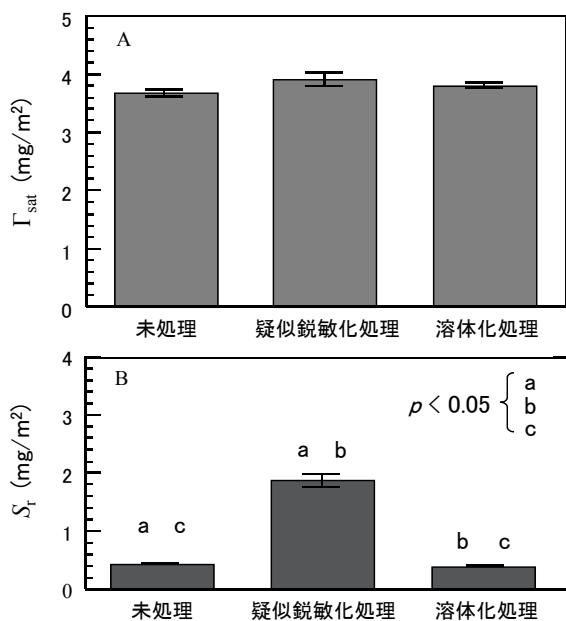 A
5
4
3
2
1
0
Γsat (mg/m²)
未処理 疑似鋭敏化処理 溶体化処理
B
4
3
2
1
0
Sr (mg/m²)
p < 0.05 { a
b
c
a b
a c
b c
未処理 疑似鋭敏化処理 溶体化処理